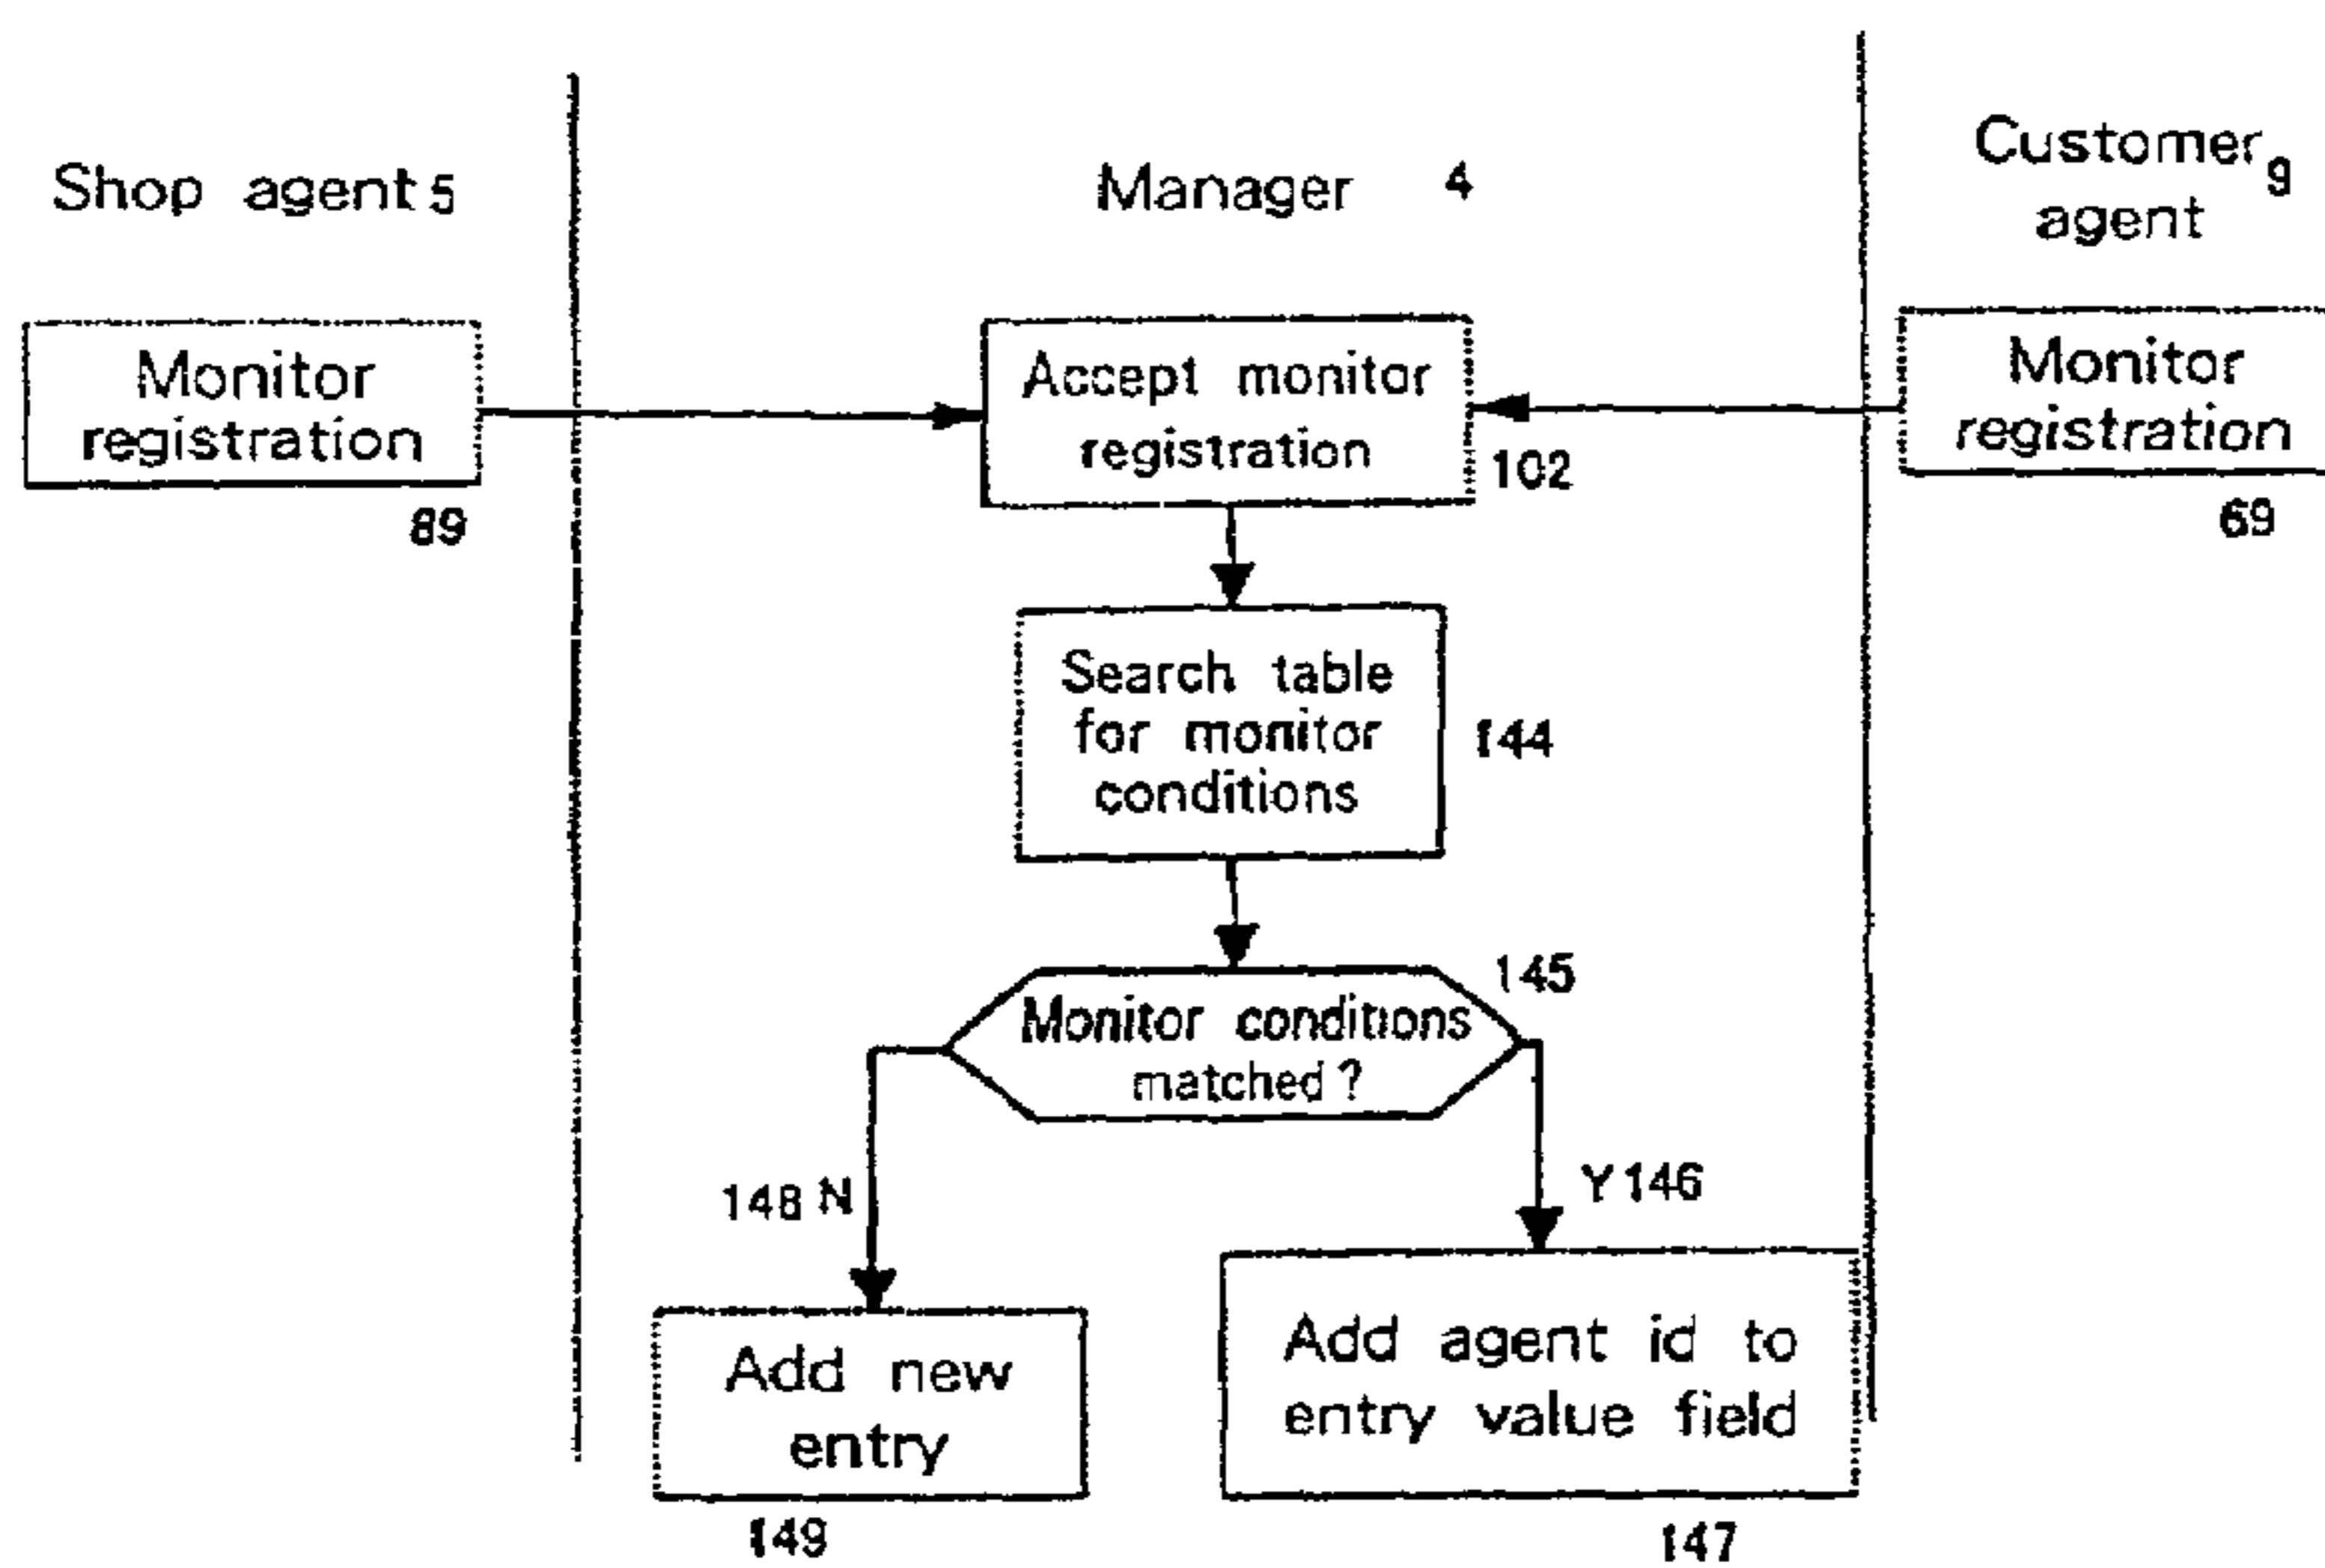 Shop agent 5
Manager 4
Customer 9
agent
Monitor
registration
89
Accept monitor
registration
102
Monitor
registration
69
Search table
for monitor
conditions
144
145
Monitor conditions
matched?
148 N
Y 146
Add new
entry
149
Add agent id to
entry value field
147